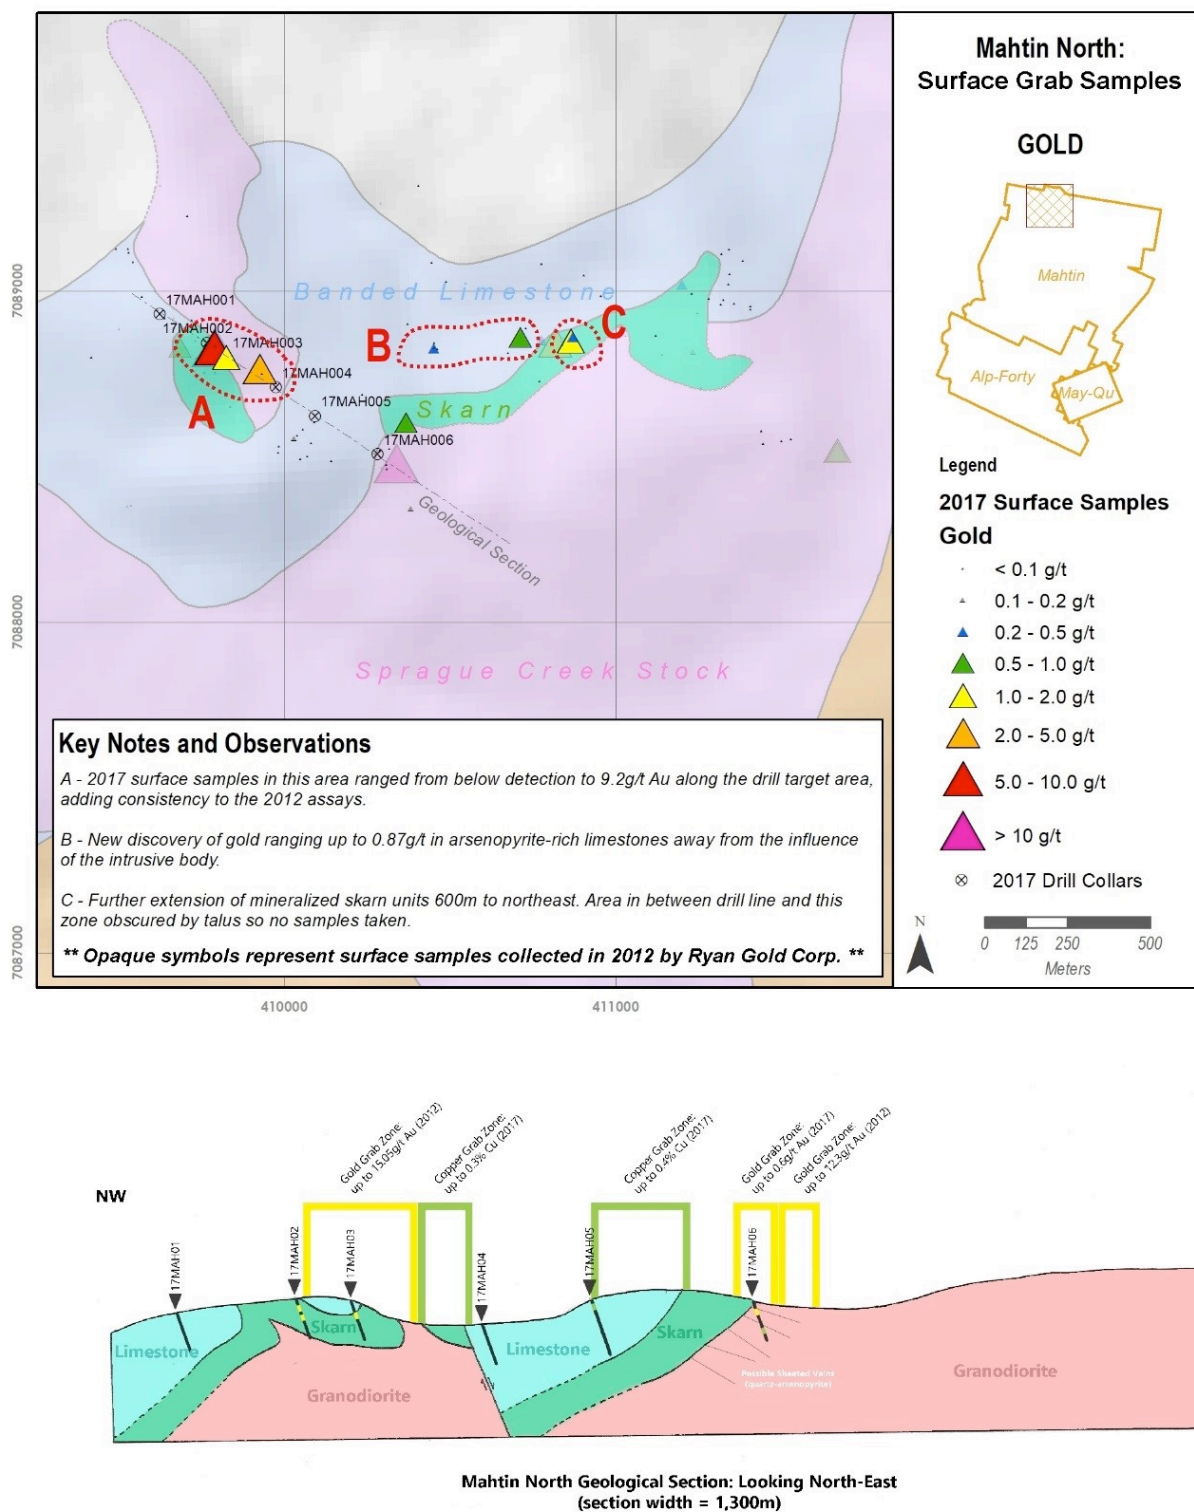 Mahtin North:
Surface Grab Samples
GOLD
Mahtin
Alp-Forty
May-Qu
Legend
2017 Surface Samples
Gold
< 0.1 g/t
0.1 - 0.2 g/t
0.2 - 0.5 g/t
0.5 - 1.0 g/t
1.0 - 2.0 g/t
2.0 - 5.0 g/t
5.0 - 10.0 g/t
> 10 g/t
2017 Drill Collars
N
0 125 250 500
Meters
7089000
7088000
7087000
410000
411000
Banded Limestone
17MAH001
17MAH002
17MAH003
17MAH004
17MAH005
17MAH006
A
B
C
Skarn
Geological Section
Sprague Creek Stock
Key Notes and Observations
A - 2017 surface samples in this area ranged from below detection to 9.2g/t Au along the drill target area,
adding consistency to the 2012 assays.
B - New discovery of gold ranging up to 0.87g/t in arsenopyrite-rich limestones away from the influence
of the intrusive body.
C - Further extension of mineralized skarn units 600m to northeast. Area in between drill line and this
zone obscured by talus so no samples taken.
** Opaque symbols represent surface samples collected in 2012 by Ryan Gold Corp. **
NW
Gold Grab Zone:
up to 15.05g/t Au (2012)
Copper Grab Zone:
up to 0.3% Cu (2017)
Copper Grab Zone:
up to 0.4% Cu (2017)
Gold Grab Zone:
up to 0.6g/t Au (2017)
Gold Grab Zone:
up to 12.3g/t Au (2012)
17MAH01
17MAH02
17MAH03
17MAH04
17MAH05
17MAH06
Limestone
Skarn
Granodiorite
Limestone
Skarn
Possible Sheeted Vains
(quartz-arsenopyrite)
Granodiorite
Mahtin North Geological Section: Looking North-East
(section width = 1,300m)